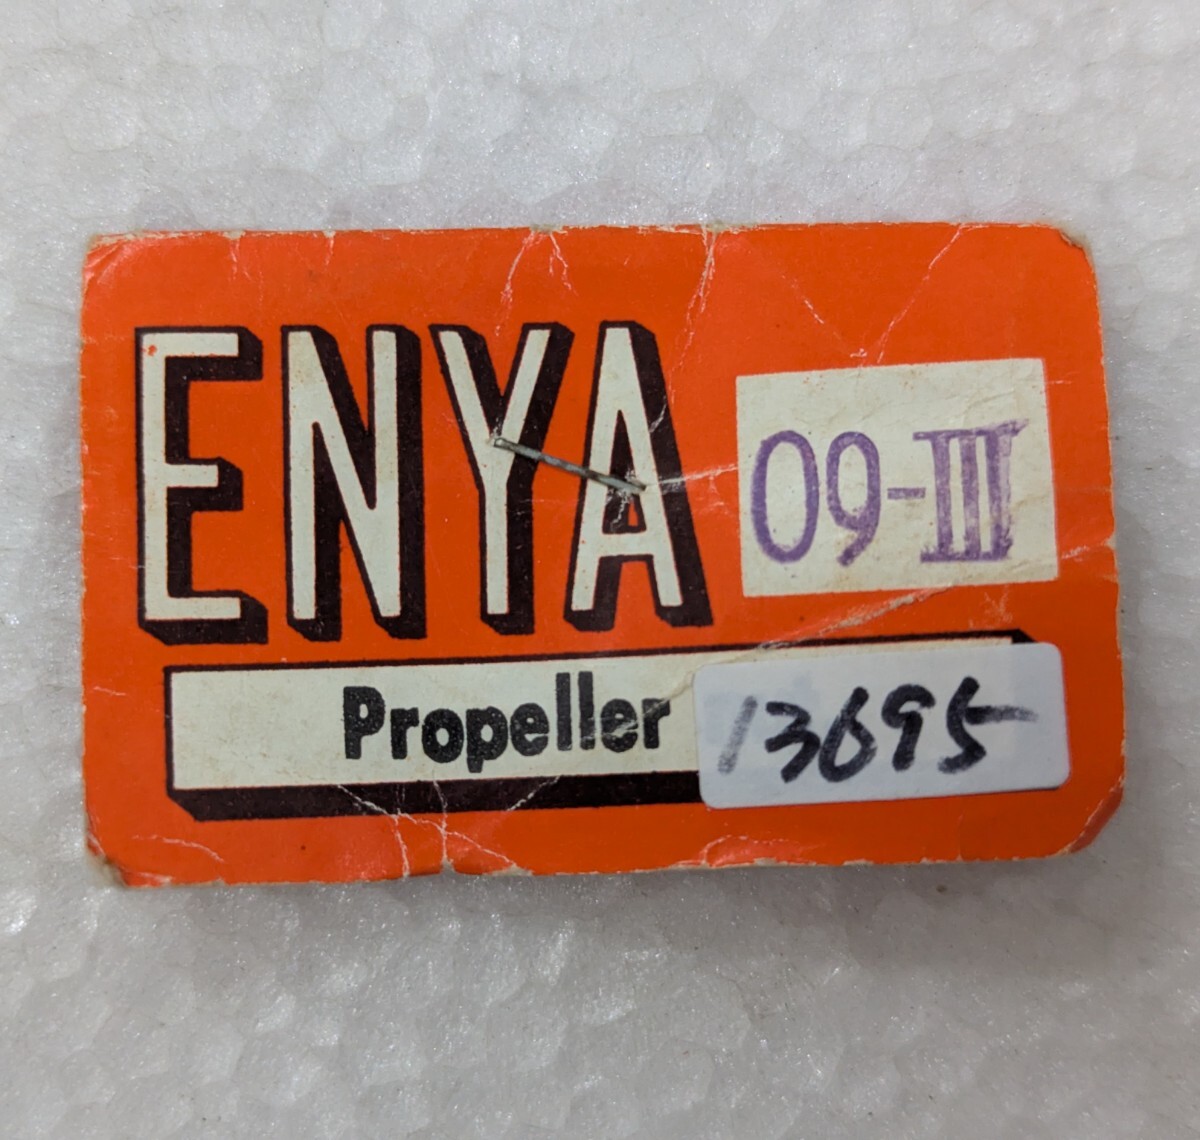 ENYA
09-III
Propeller
13695